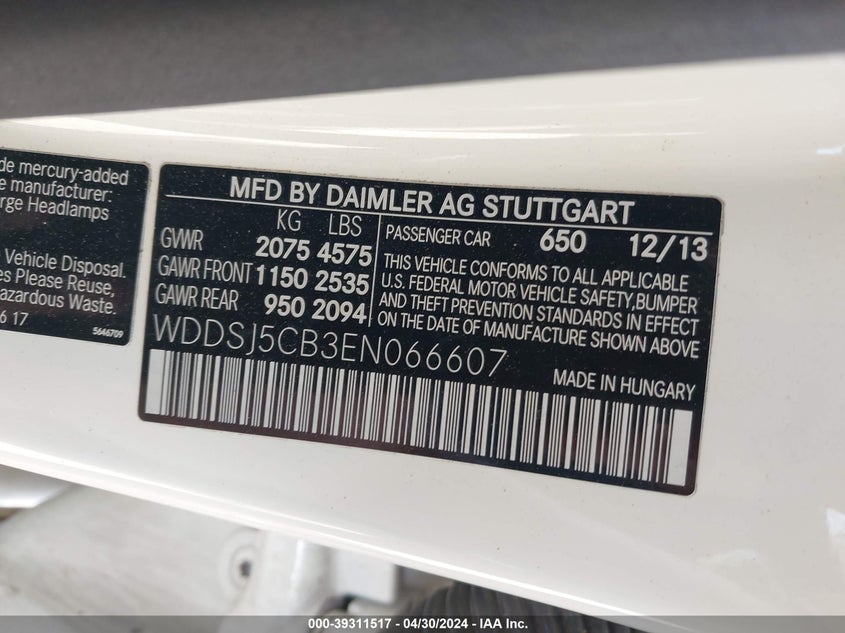 de mercury-added
e manufacturer:
rge Headlamps
Vehicle Disposal.
es Please Reuse,
azardous Waste.
6 17
5646709
MFD BY DAIMLER AG STUTTGART
KG LBS
GVWR 2075 4575
GAWR FRONT 1150 2535
GAWR REAR 950 2094
PASSENGER CAR 650 12/13
THIS VEHICLE CONFORMS TO ALL APPLICABLE
U.S. FEDERAL MOTOR VEHICLE SAFETY,BUMPER
AND THEFT PREVENTION STANDARDS IN EFFECT
ON THE DATE OF MANUFACTURE SHOWN ABOVE
WDDSJ5CB3EN066607
MADE IN HUNGARY
000-39311517 - 04/30/2024 - IAA Inc.